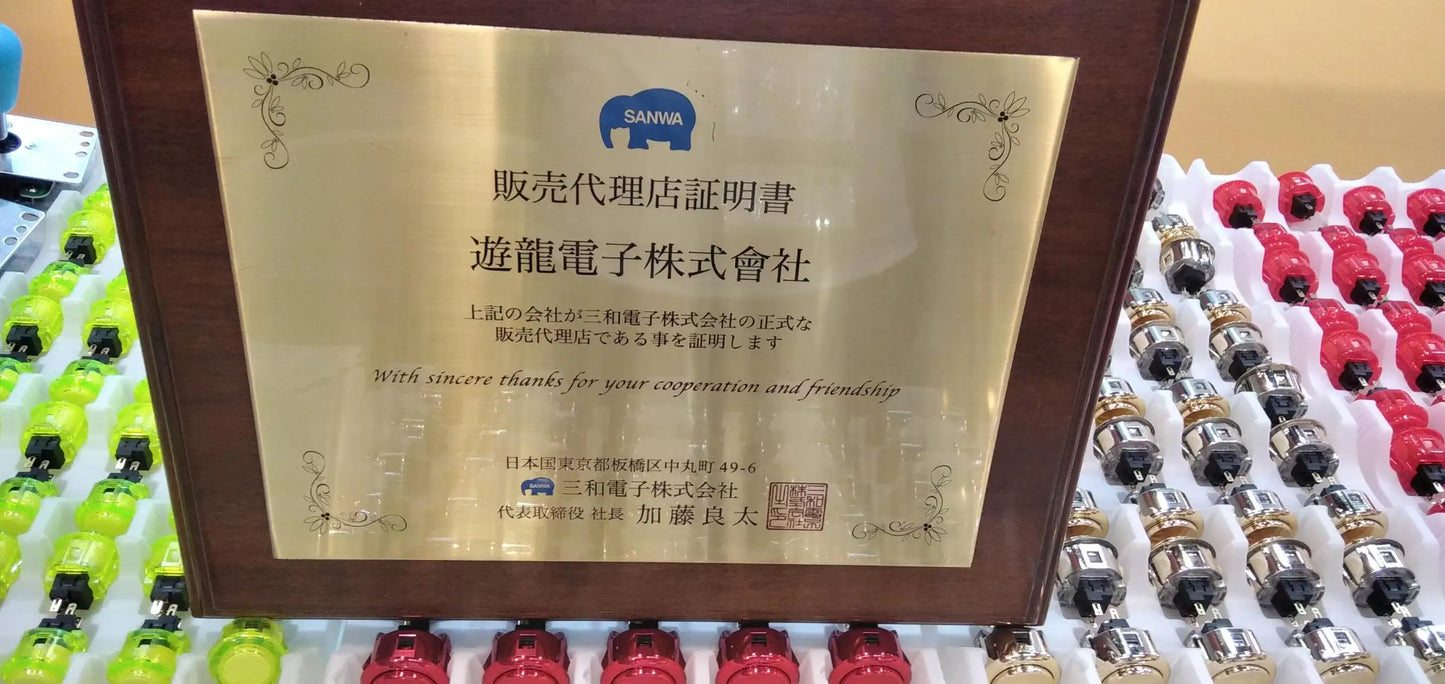 SANWA
販売代理店証明書
遊龍電子株式會社
上記の会社が三和電子株式会社の正式な
販売代理店である事を証明します
With sincere thanks for your cooperation and friendship
日本国東京都板橋区中丸町 49-6
SANWA 三和電子株式会社
代表取締役 社長 加藤良太